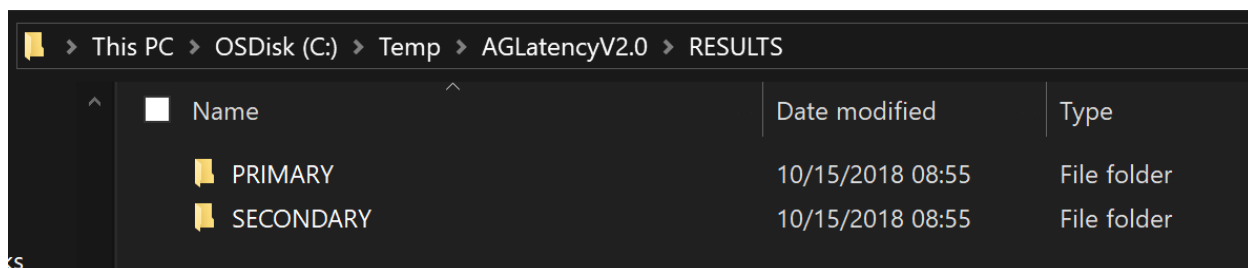 This PC > OSDisk (C:) > Temp > AGLatencyV2.0 > RESULTS
Name Date modified Type
PRIMARY 10/15/2018 08:55 File folder
SECONDARY 10/15/2018 08:55 File folder
ks